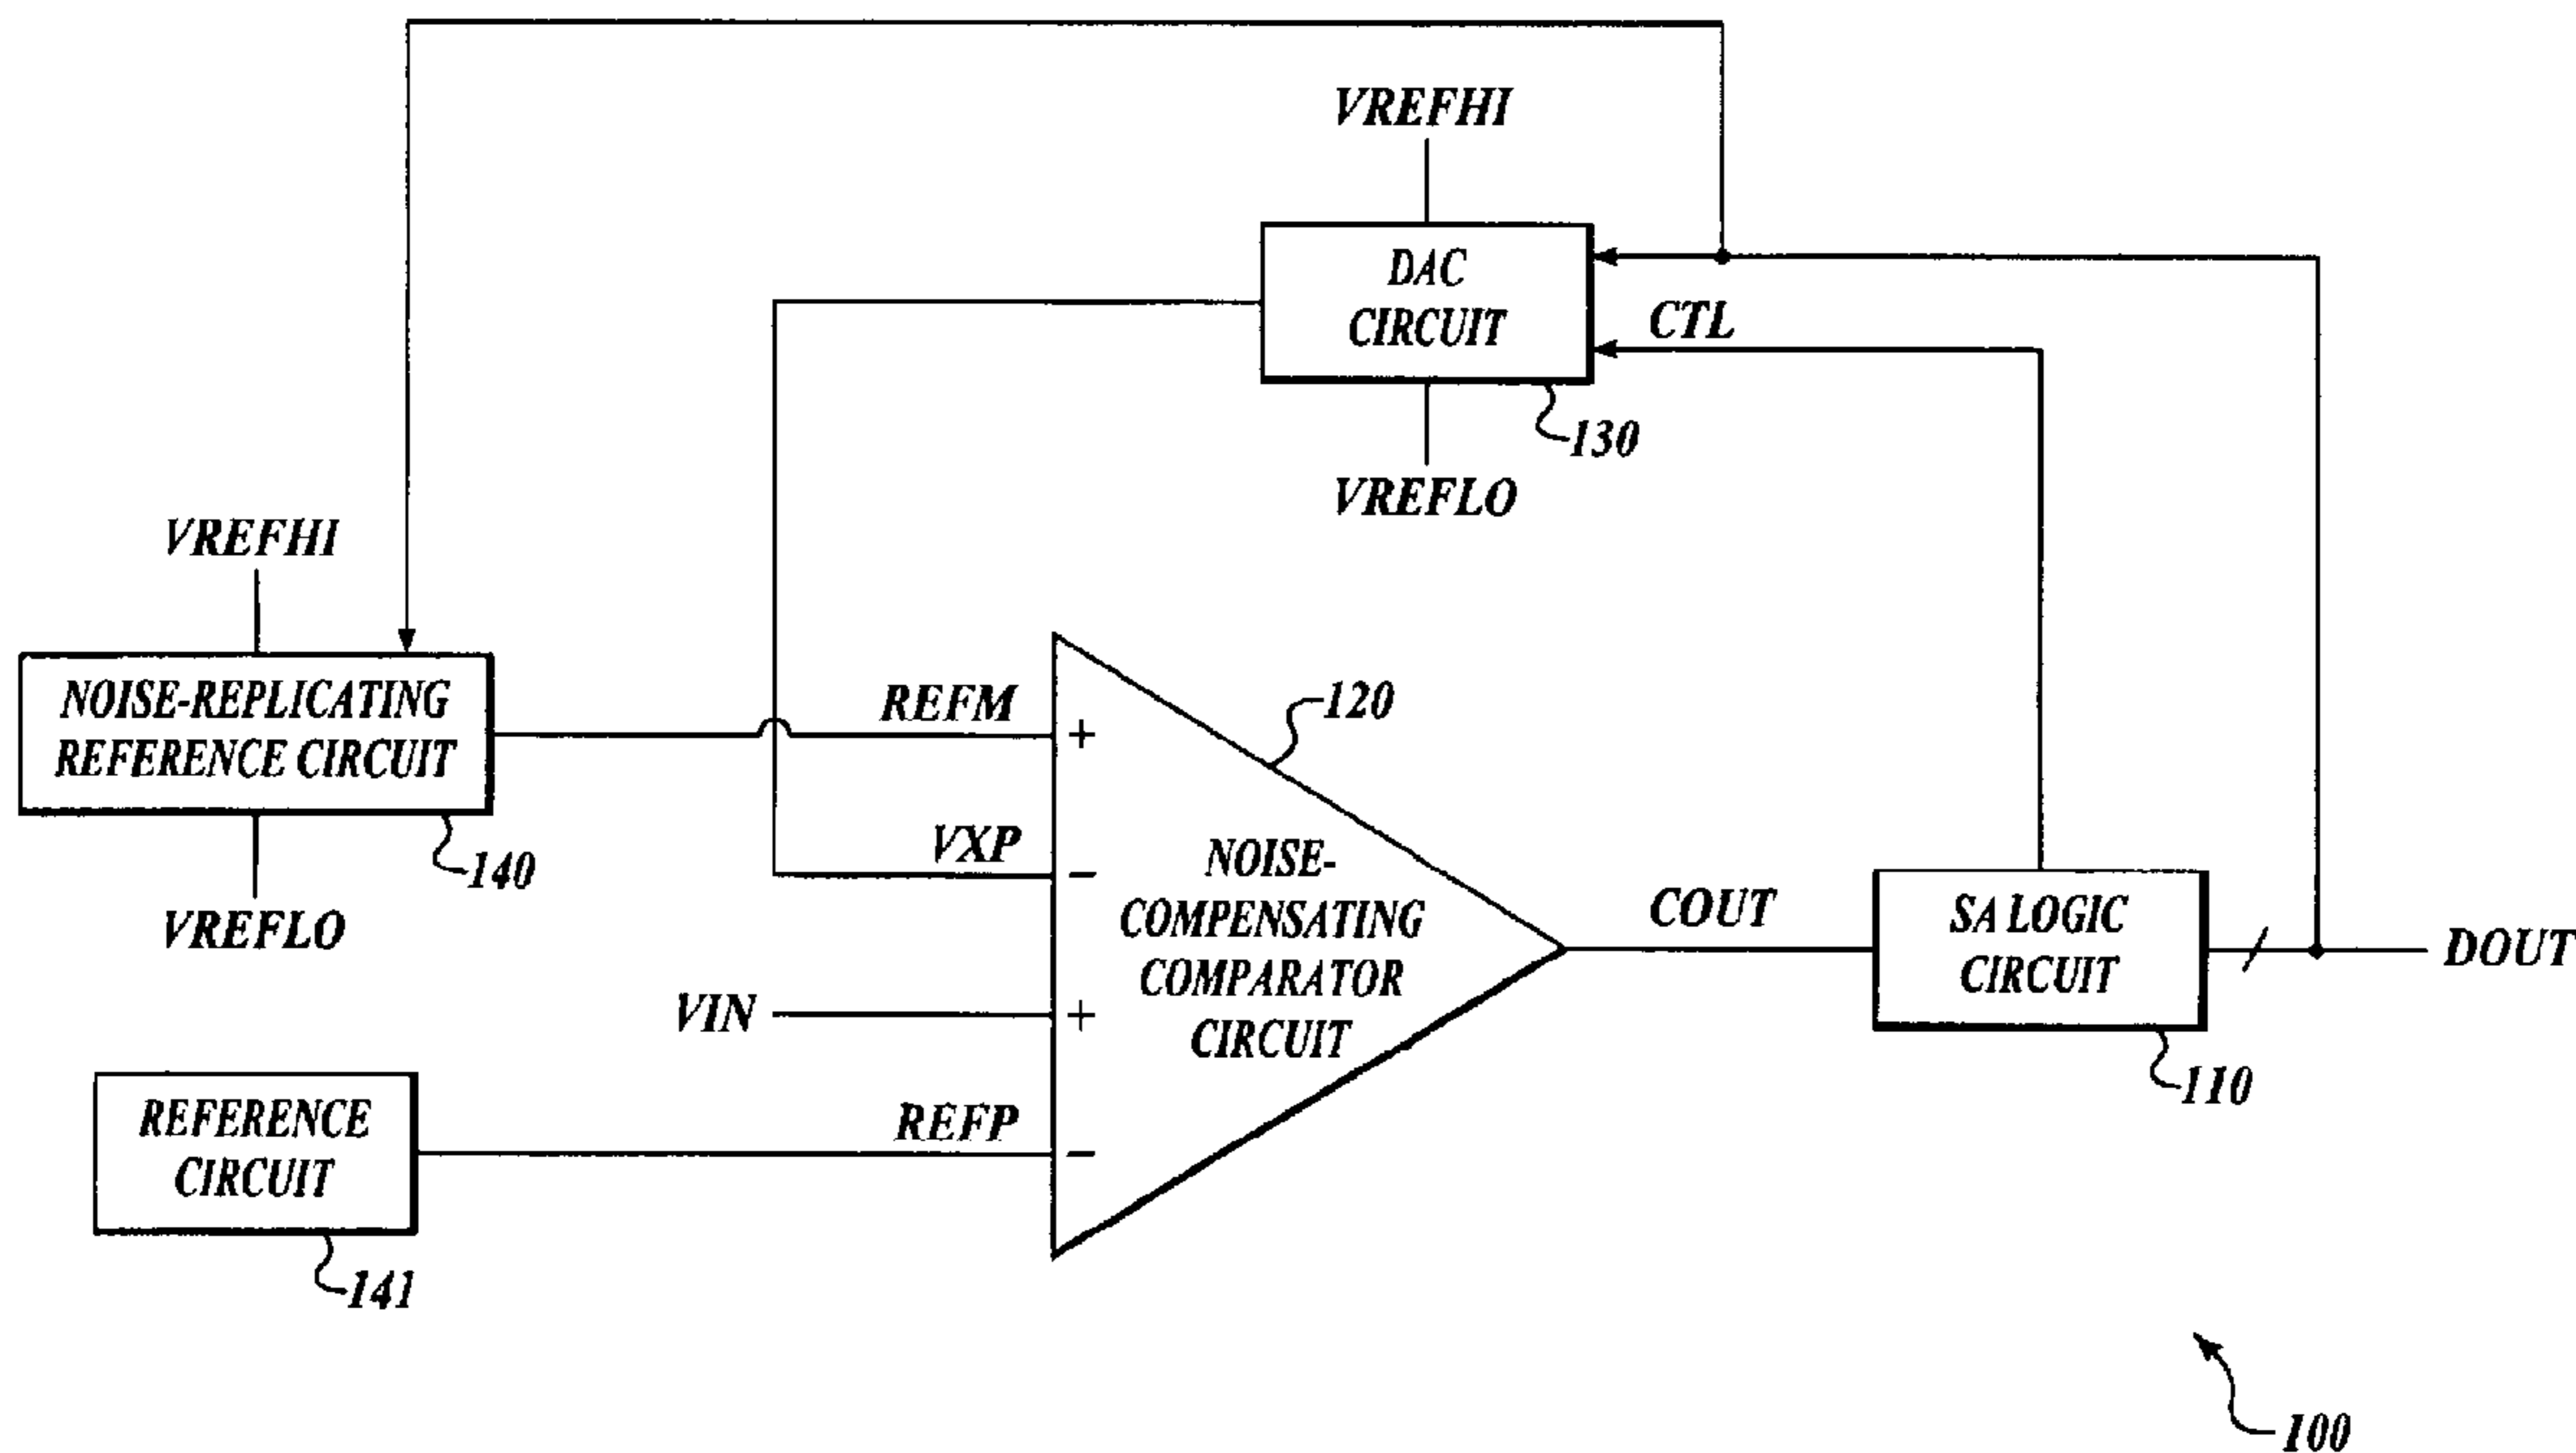 VREFHI
DAC
CIRCUIT
CTL
130
VREFLO
VREFHI
NOISE-REPLICATING
REFERENCE CIRCUIT
140
VREFLO
REFM
+
120
VXP
−
NOISE-
COMPENSATING
COMPARATOR
CIRCUIT
COUT
SA LOGIC
CIRCUIT
DOUT
110
VIN
+
REFERENCE
CIRCUIT
REFP
−
141
100